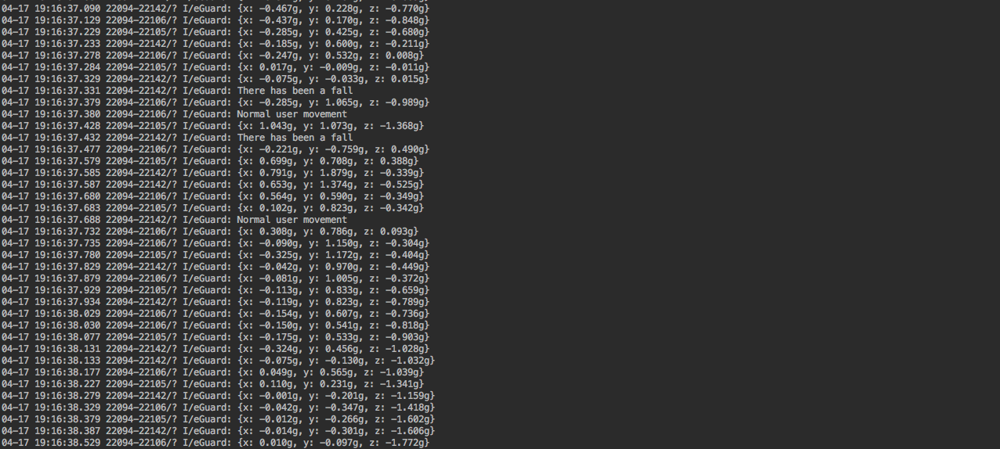 04-17 19:16:37.090 22094-22142/? I/eGuard: {x: -0.467g, y: 0.228g, z: -0.770g}
04-17 19:16:37.129 22094-22106/? I/eGuard: {x: -0.437g, y: 0.170g, z: -0.848g}
04-17 19:16:37.229 22094-22105/? I/eGuard: {x: -0.285g, y: 0.425g, z: -0.680g}
04-17 19:16:37.233 22094-22142/? I/eGuard: {x: -0.185g, y: 0.600g, z: -0.211g}
04-17 19:16:37.278 22094-22106/? I/eGuard: {x: -0.247g, y: 0.532g, z: 0.008g}
04-17 19:16:37.284 22094-22105/? I/eGuard: {x: 0.017g, y: -0.009g, z: -0.011g}
04-17 19:16:37.329 22094-22142/? I/eGuard: {x: -0.075g, y: -0.033g, z: 0.015g}
04-17 19:16:37.331 22094-22142/? I/eGuard: There has been a fall
04-17 19:16:37.379 22094-22106/? I/eGuard: {x: -0.285g, y: 1.065g, z: -0.989g}
04-17 19:16:37.380 22094-22106/? I/eGuard: Normal user movement
04-17 19:16:37.428 22094-22105/? I/eGuard: {x: 1.043g, y: 1.073g, z: -1.368g}
04-17 19:16:37.432 22094-22142/? I/eGuard: There has been a fall
04-17 19:16:37.477 22094-22106/? I/eGuard: {x: -0.221g, y: -0.759g, z: 0.490g}
04-17 19:16:37.579 22094-22105/? I/eGuard: {x: 0.699g, y: 0.708g, z: 0.388g}
04-17 19:16:37.585 22094-22142/? I/eGuard: {x: 0.791g, y: 1.879g, z: -0.339g}
04-17 19:16:37.587 22094-22142/? I/eGuard: {x: 0.653g, y: 1.374g, z: -0.525g}
04-17 19:16:37.680 22094-22106/? I/eGuard: {x: 0.564g, y: 0.590g, z: -0.349g}
04-17 19:16:37.683 22094-22105/? I/eGuard: {x: 0.102g, y: 0.823g, z: -0.342g}
04-17 19:16:37.688 22094-22142/? I/eGuard: Normal user movement
04-17 19:16:37.732 22094-22106/? I/eGuard: {x: 0.308g, y: 0.786g, z: 0.093g}
04-17 19:16:37.735 22094-22106/? I/eGuard: {x: -0.090g, y: 1.150g, z: -0.304g}
04-17 19:16:37.780 22094-22105/? I/eGuard: {x: -0.325g, y: 1.172g, z: -0.404g}
04-17 19:16:37.829 22094-22142/? I/eGuard: {x: -0.042g, y: 0.970g, z: -0.449g}
04-17 19:16:37.879 22094-22106/? I/eGuard: {x: -0.081g, y: 1.005g, z: -0.372g}
04-17 19:16:37.929 22094-22105/? I/eGuard: {x: -0.113g, y: 0.833g, z: -0.659g}
04-17 19:16:37.934 22094-22142/? I/eGuard: {x: -0.119g, y: 0.823g, z: -0.789g}
04-17 19:16:38.029 22094-22106/? I/eGuard: {x: -0.154g, y: 0.607g, z: -0.736g}
04-17 19:16:38.030 22094-22106/? I/eGuard: {x: -0.150g, y: 0.541g, z: -0.818g}
04-17 19:16:38.077 22094-22105/? I/eGuard: {x: -0.175g, y: 0.533g, z: -0.903g}
04-17 19:16:38.131 22094-22142/? I/eGuard: {x: -0.324g, y: 0.456g, z: -1.028g}
04-17 19:16:38.133 22094-22142/? I/eGuard: {x: -0.075g, y: -0.130g, z: -1.032g}
04-17 19:16:38.177 22094-22106/? I/eGuard: {x: 0.049g, y: 0.565g, z: -1.039g}
04-17 19:16:38.227 22094-22105/? I/eGuard: {x: 0.110g, y: 0.231g, z: -1.341g}
04-17 19:16:38.279 22094-22142/? I/eGuard: {x: -0.001g, y: -0.201g, z: -1.159g}
04-17 19:16:38.329 22094-22106/? I/eGuard: {x: -0.042g, y: -0.347g, z: -1.418g}
04-17 19:16:38.379 22094-22105/? I/eGuard: {x: -0.012g, y: -0.266g, z: -1.602g}
04-17 19:16:38.387 22094-22142/? I/eGuard: {x: -0.014g, y: -0.301g, z: -1.606g}
04-17 19:16:38.529 22094-22106/? I/eGuard: {x: 0.010g, y: -0.097g, z: -1.772g}